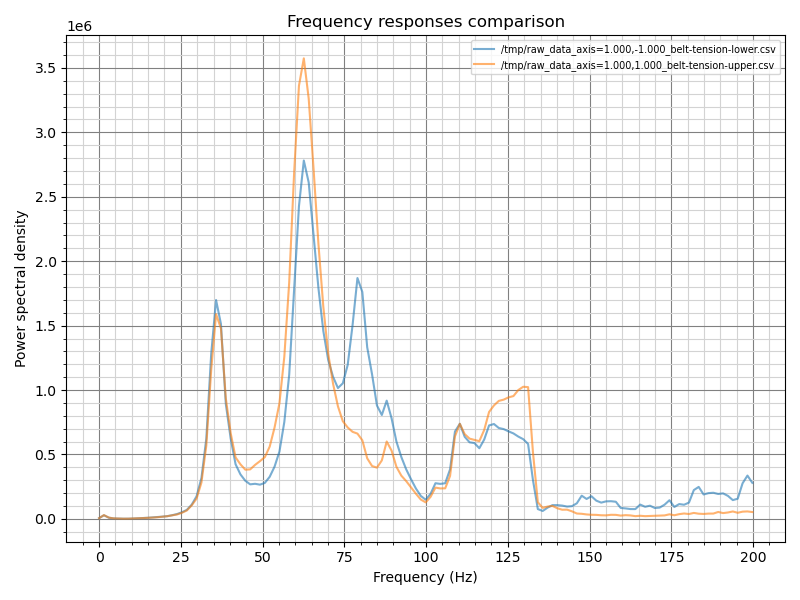 Frequency responses comparison
1e6
/tmp/raw_data_axis=1.000,-1.000_belt-tension-lower.csv
/tmp/raw_data_axis=1.000,1.000_belt-tension-upper.csv
3.5
3.0
2.5
2.0
1.5
1.0
0.5
0.0
Power spectral density
0 25 50 75 100 125 150 175 200
Frequency (Hz)